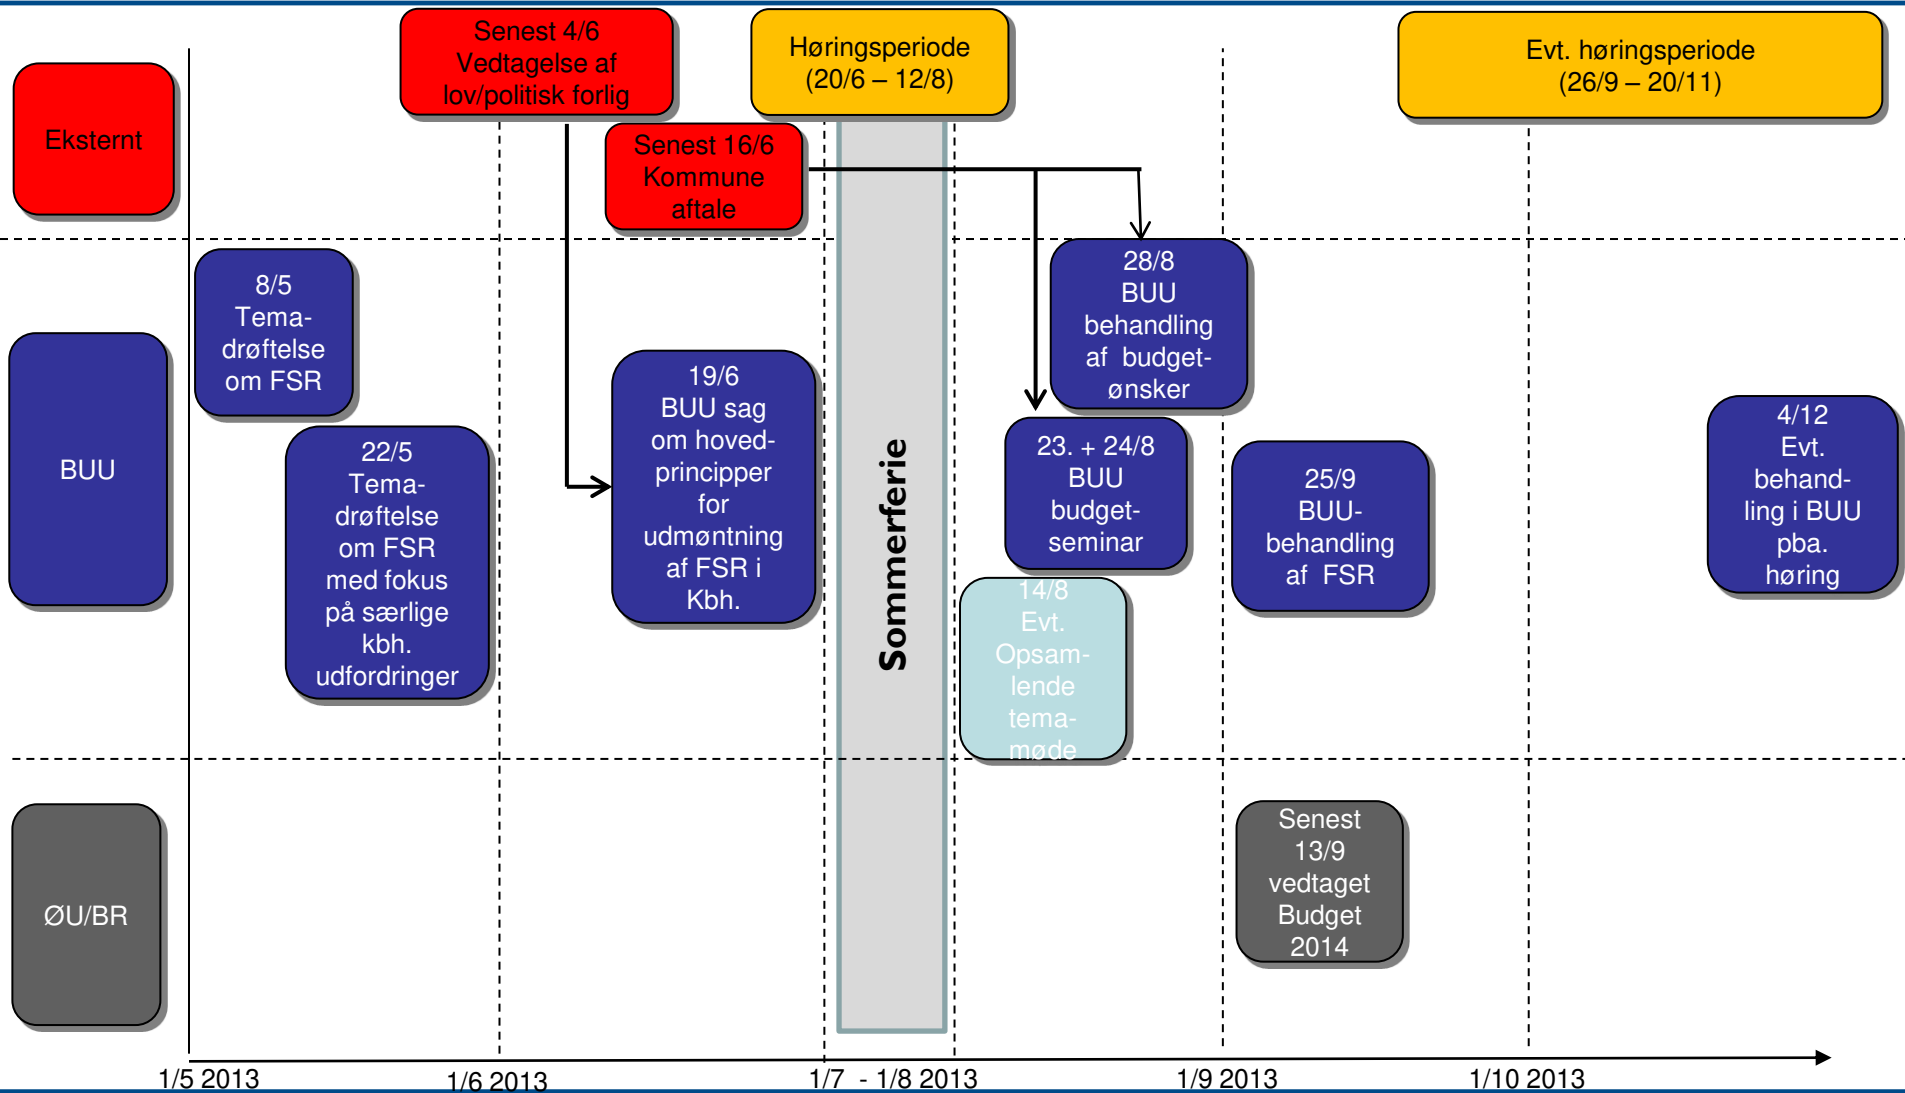 Senest 4/6
Vedtagelse af
lov/politisk forlig
Høringsperiode
(20/6 – 12/8)
Evt. høringsperiode
(26/9 – 20/11)
Eksternt
Senest 16/6
Kommune
aftale
8/5
Tema-
drøftelse
om FSR
28/8
BUU
behandling
af budget-
ønsker
BUU
22/5
Tema-
drøftelse
om FSR
med fokus
på særlige
kbh.
udfordringer
19/6
BUU sag
om hoved-
principper
for
udmøntning
af FSR i
Kbh.
Sommerferie
23. + 24/8
BUU
budget-
seminar
25/9
BUU-
behandling
af FSR
4/12
Evt.
behand-
ling i BUU
pba.
høring
14/8
Evt.
Opsam-
lende
tema-
møde
ØU/BR
Senest
13/9
vedtaget
Budget
2014
1/5 2013
1/6 2013
1/7 - 1/8 2013
1/9 2013
1/10 2013